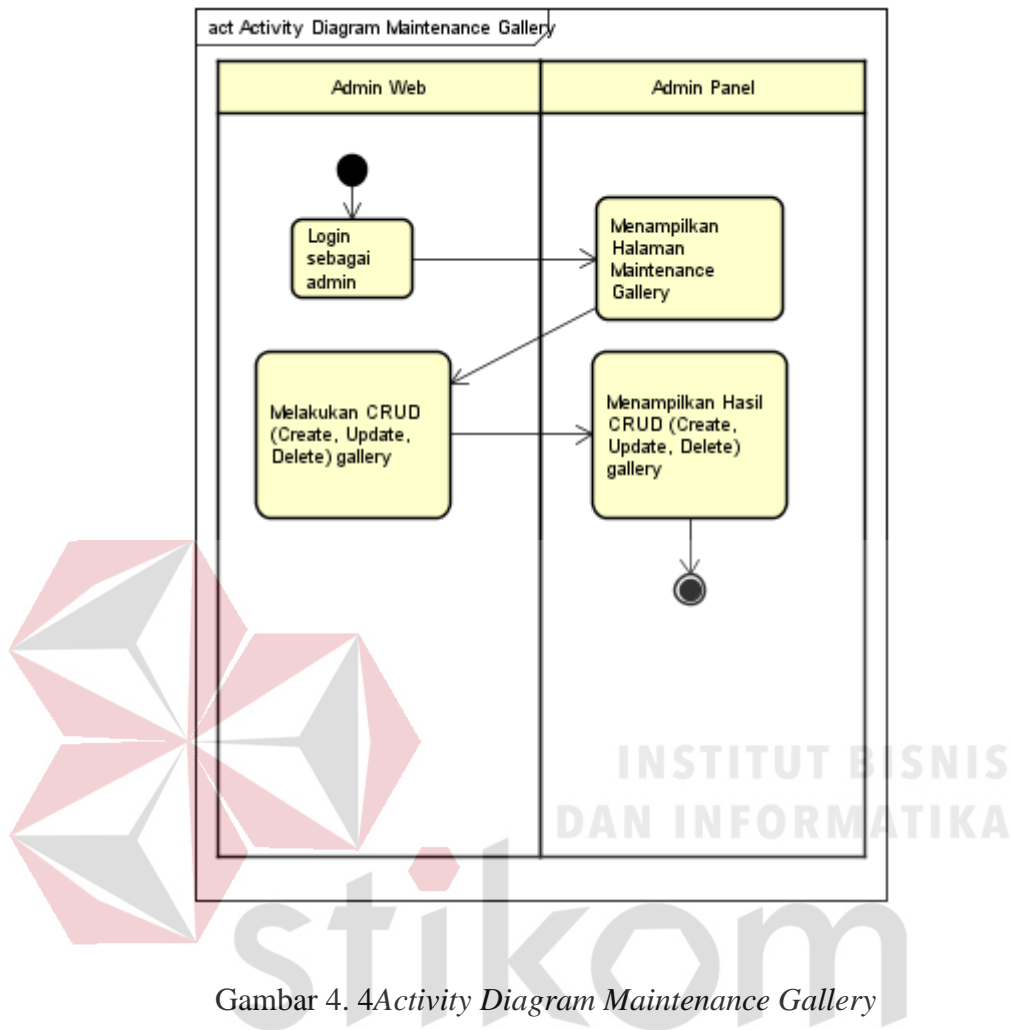 act Activity Diagram Maintenance Gallery
Admin Web
Admin Panel
Login
sebagai
admin
Menampilkan
Halaman
Maintenance
Gallery
Melakukan CRUD
(Create, Update,
Delete) gallery
Menampilkan Hasil
CRUD (Create,
Update, Delete)
gallery
INSTITUT BISNIS
DAN INFORMATIKA
stikom
Gambar 4. 4Activity Diagram Maintenance Gallery